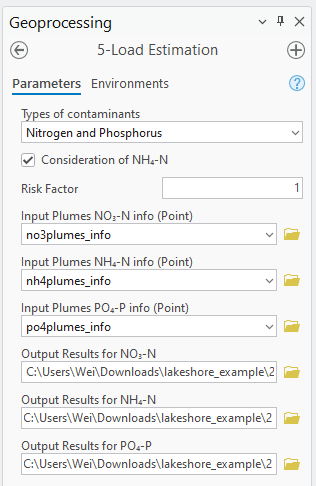 Geoprocessing
5-Load Estimation
Parameters Environments
Types of contaminants
Nitrogen and Phosphorus
Consideration of NH₄-N
Risk Factor 1
Input Plumes NO₃-N info (Point)
no3plumes_info
Input Plumes NH₄-N info (Point)
nh4plumes_info
Input Plumes PO₄-P info (Point)
po4plumes_info
Output Results for NO₃-N
C:\Users\Wei\Downloads\lakeshore_example\2
Output Results for NH₄-N
C:\Users\Wei\Downloads\lakeshore_example\2
Output Results for PO₄-P
C:\Users\Wei\Downloads\lakeshore_example\2